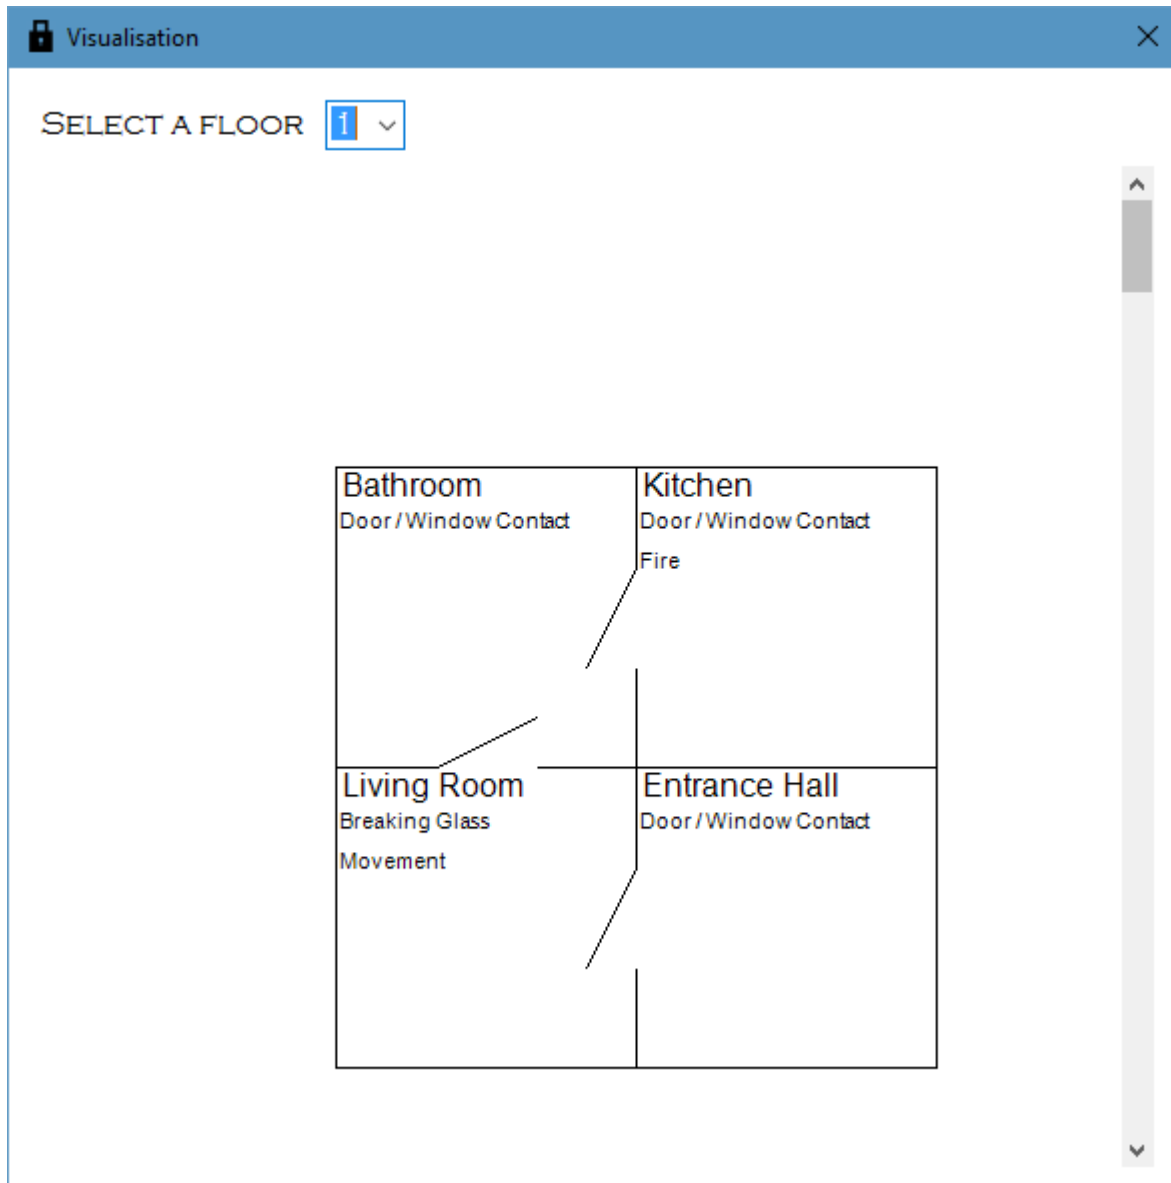 Visualisation
SELECT A FLOOR 1
Bathroom
Door / Window Contact
Kitchen
Door / Window Contact
Fire
Living Room
Breaking Glass
Movement
Entrance Hall
Door / Window Contact